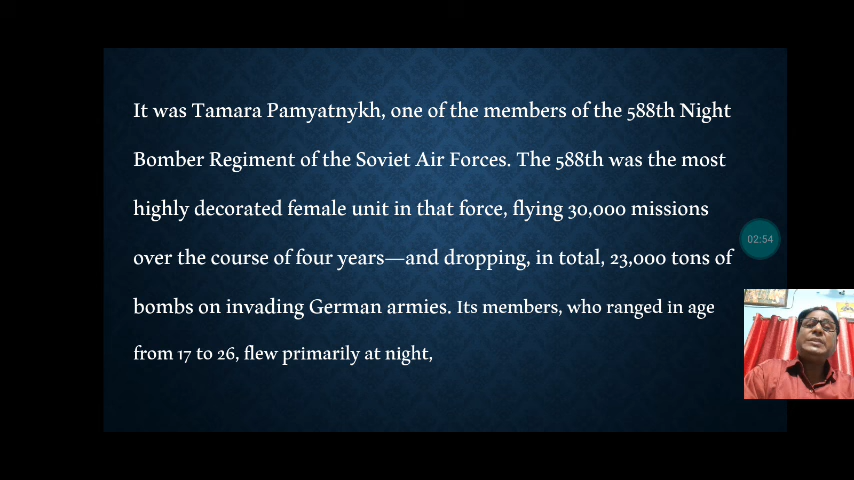 It was Tamara Pamyatnykh, one of the members of the 588th Night
Bomber Regiment of the Soviet Air Forces. The 588th was the most
highly decorated female unit in that force, flying 30,000 missions
over the course of four years—and dropping, in total, 23,000 tons of
bombs on invading German armies. Its members, who ranged in age
from 17 to 26, flew primarily at night,
02:54